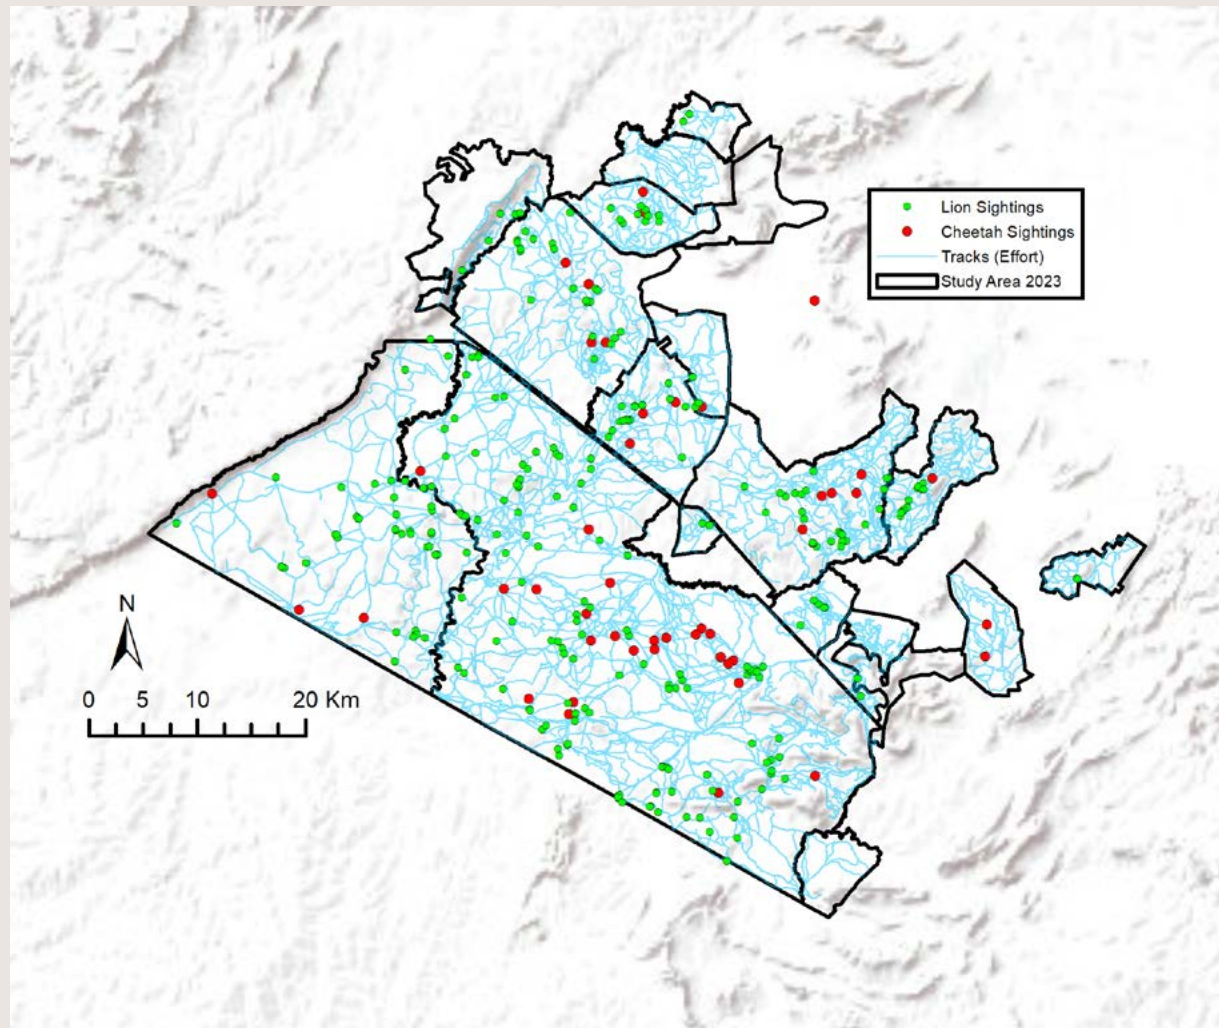 Lion Sightings
Cheetah Sightings
Tracks (Effort)
Study Area 2023
N
0 5 10 20 Km